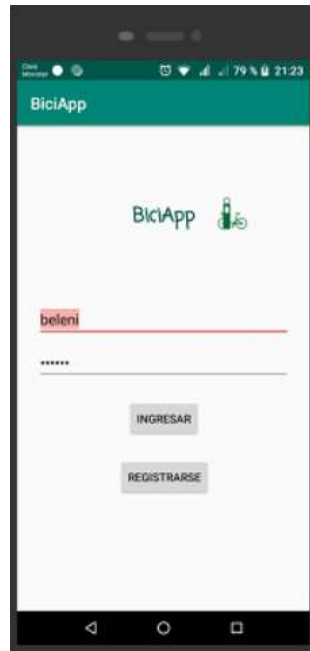 79 % 21:23
BiciApp
BiciApp
beleni
••••••
INGRESAR
REGISTRARSE